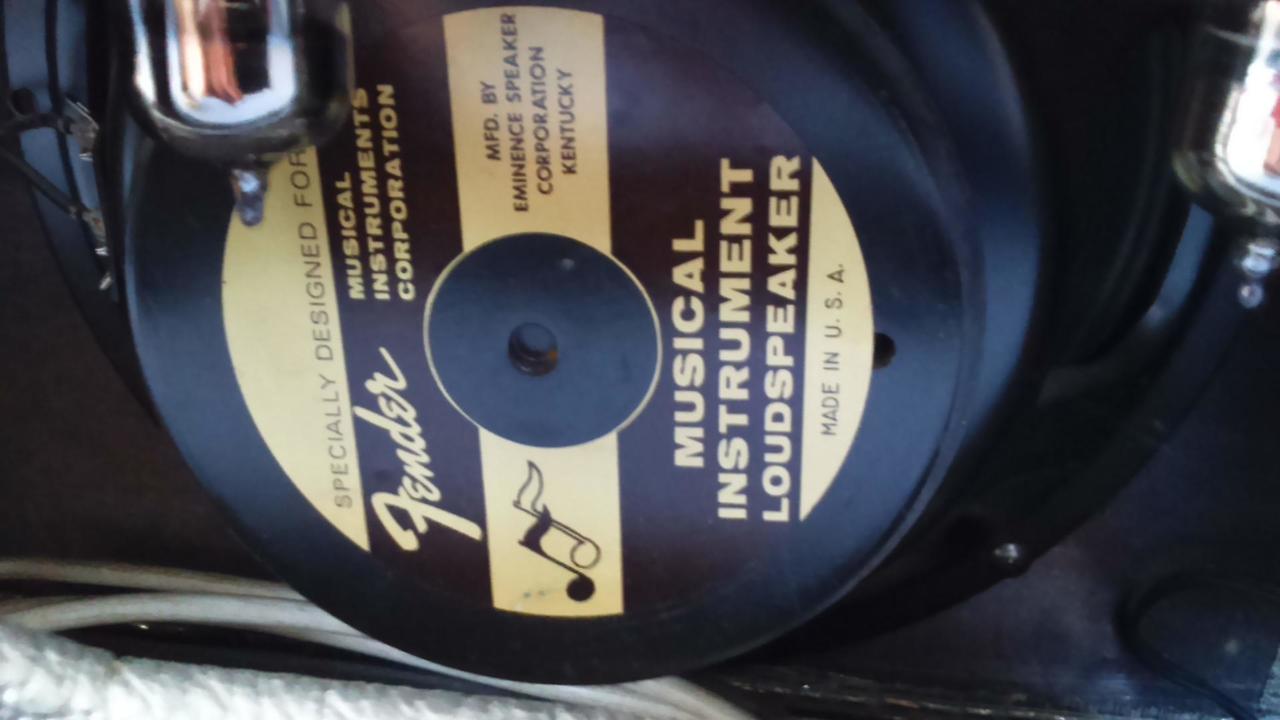 SPECIALLY DESIGNED FOR
Fender
MUSICAL
INSTRUMENTS
CORPORATION
MFD. BY
EMINENCE SPEAKER
CORPORATION
KENTUCKY
MUSICAL
INSTRUMENT
LOUDSPEAKER
MADE IN U. S. A.